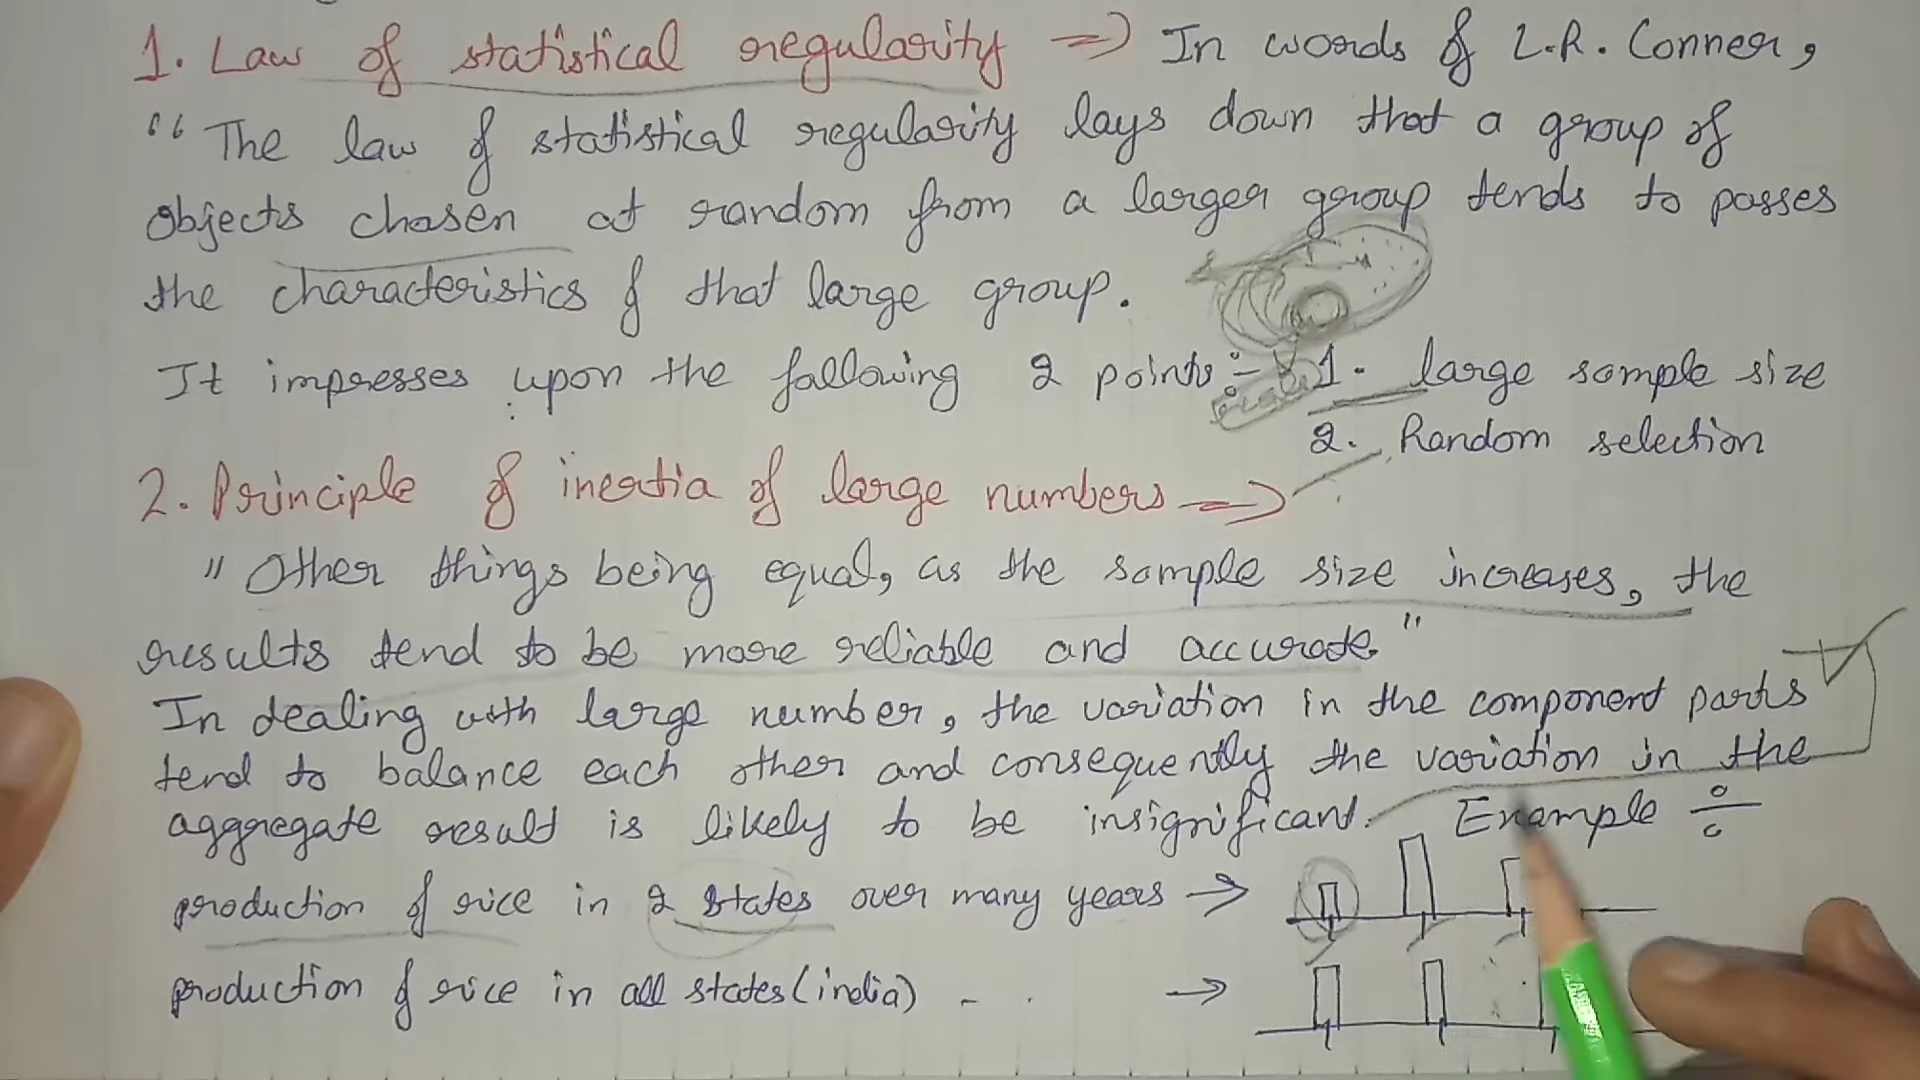 1. Law of statistical regularity => In words of L.R. Conner,
"The law of statistical regularity lays down that a group of
objects chosen at random from a larger group tends to posses
the characteristics of that large group.
It impresses upon the following 2 points :- 1. large sample size
2. Random selection
2. Principle of inertia of large numbers =>
"Other things being equal, as the sample size increases, the
results tend to be more reliable and accurate."
In dealing with large number, the variation in the component parts
tend to balance each other and consequently the variation in the
aggregate result is likely to be insignificant. Example ÷
production of rice in 2 states over many years →
production of rice in all states (india) - . →